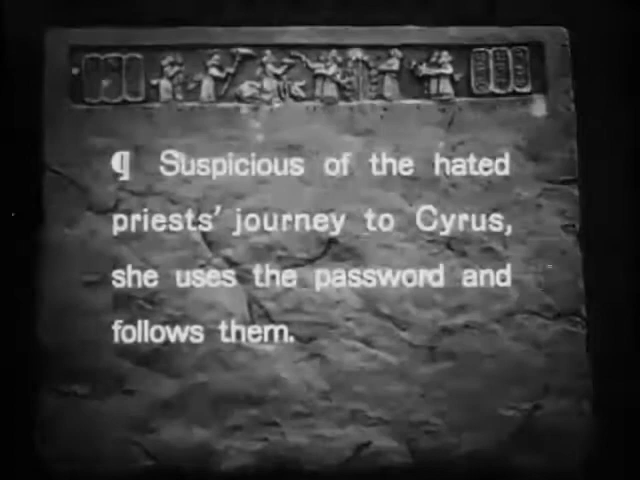 ¶ Suspicious of the hated
priests' journey to Cyrus,
she uses the password and
follows them.